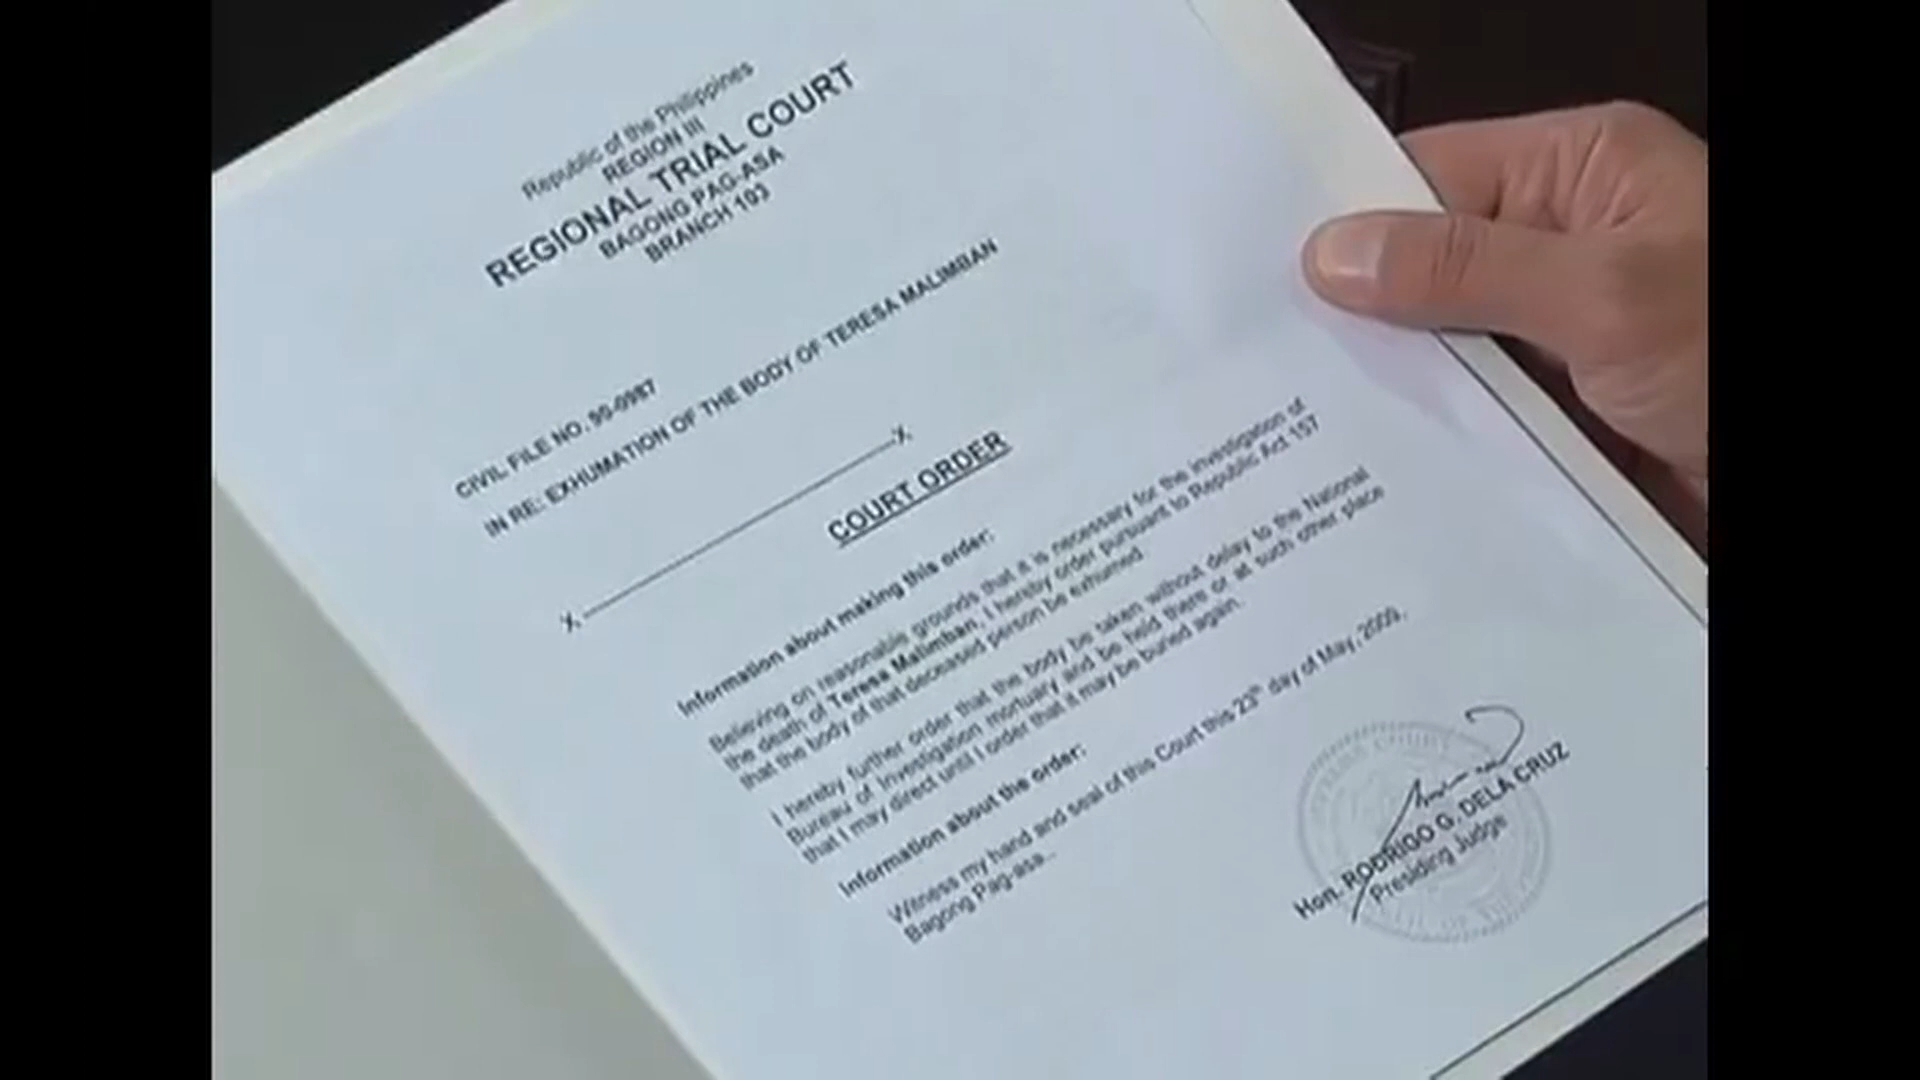 Republic of the Philippines
REGION III
REGIONAL TRIAL COURT
BAGONG PAG-ASA
BRANCH 103
CIVIL FILE NO. 90-0987
IN RE: EXHUMATION OF THE BODY OF TERESA MALIMBAN
X X
COURT ORDER
Information about making this order:
Believing on reasonable grounds that it is necessary for the investigation of
the death of Teresa Malimban, I hereby order pursuant to Republic Act 157
that the body of that deceased person be exhumed.
I hereby further order that the body be taken without delay to the National
Bureau of Investigation mortuary and be held there or at such other place
that I may direct until I order that it may be buried again.
Information about the order:
Witness my hand and seal of this Court this 23th day of May, 2009,
Bagong Pag-asa..
Hon. RODRIGO G. DELA CRUZ
Presiding Judge